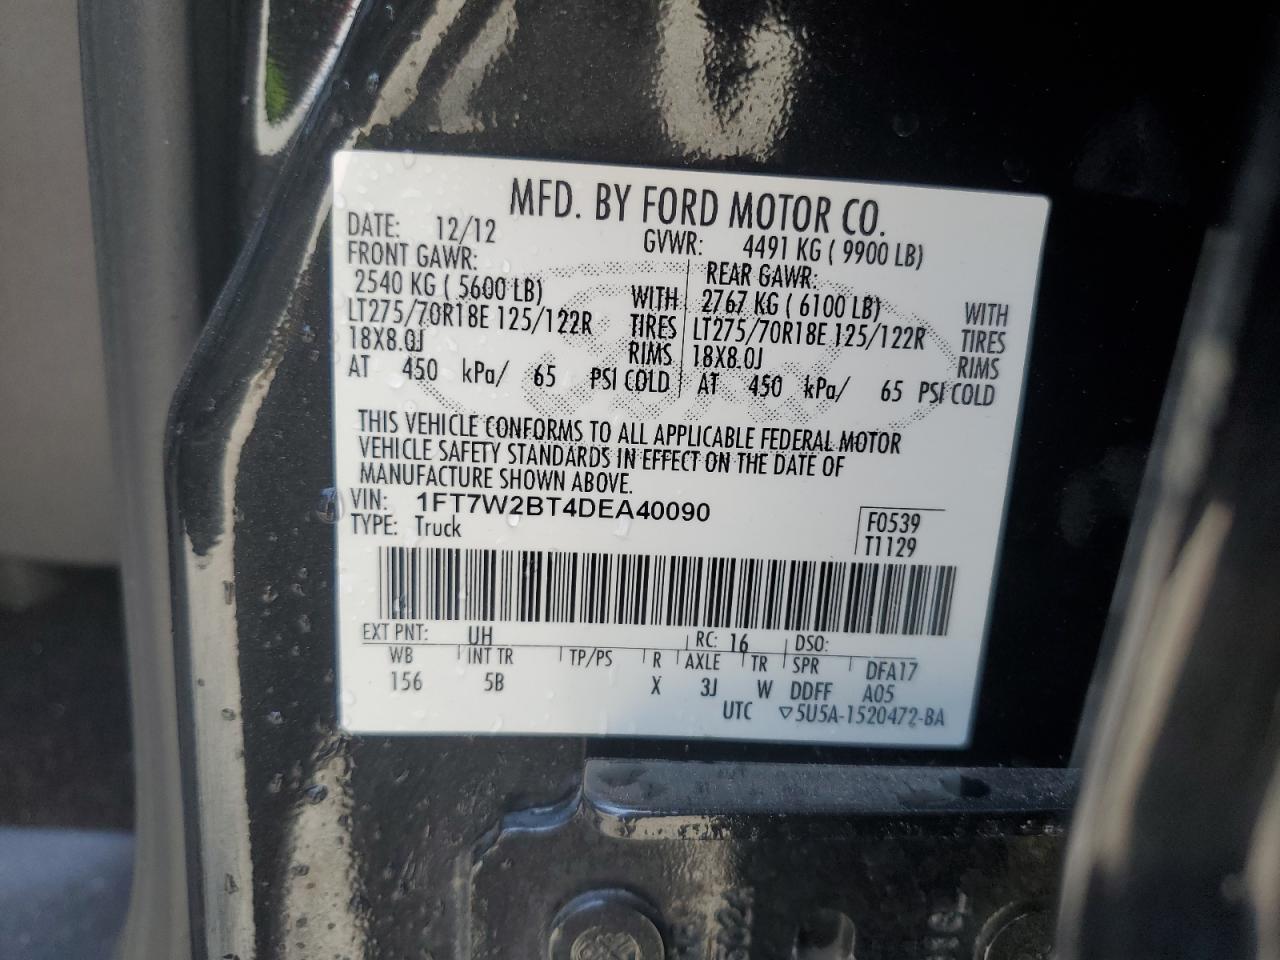 MFD. BY FORD MOTOR CO.
DATE: 12/12 GVWR: 4491 KG ( 9900 LB)
FRONT GAWR: REAR GAWR:
2540 KG ( 5600 LB) WITH 2767 KG ( 6100 LB) WITH
LT275/70R18E 125/122R TIRES LT275/70R18E 125/122R TIRES
18X8.0J RIMS 18X8.0J RIMS
AT 450 kPa/ 65 PSI COLD AT 450 kPa/ 65 PSI COLD
THIS VEHICLE CONFORMS TO ALL APPLICABLE FEDERAL MOTOR
VEHICLE SAFETY STANDARDS IN EFFECT ON THE DATE OF
MANUFACTURE SHOWN ABOVE.
VIN: 1FT7W2BT4DEA40090 F0539
TYPE: Truck T1129
EXT PNT: UH RC: 16 DSO:
WB INT TR TP/PS R AXLE TR SPR DFA17
156 5B X 3J W DDFF A05
UTC ▽5U5A-1520472-BA